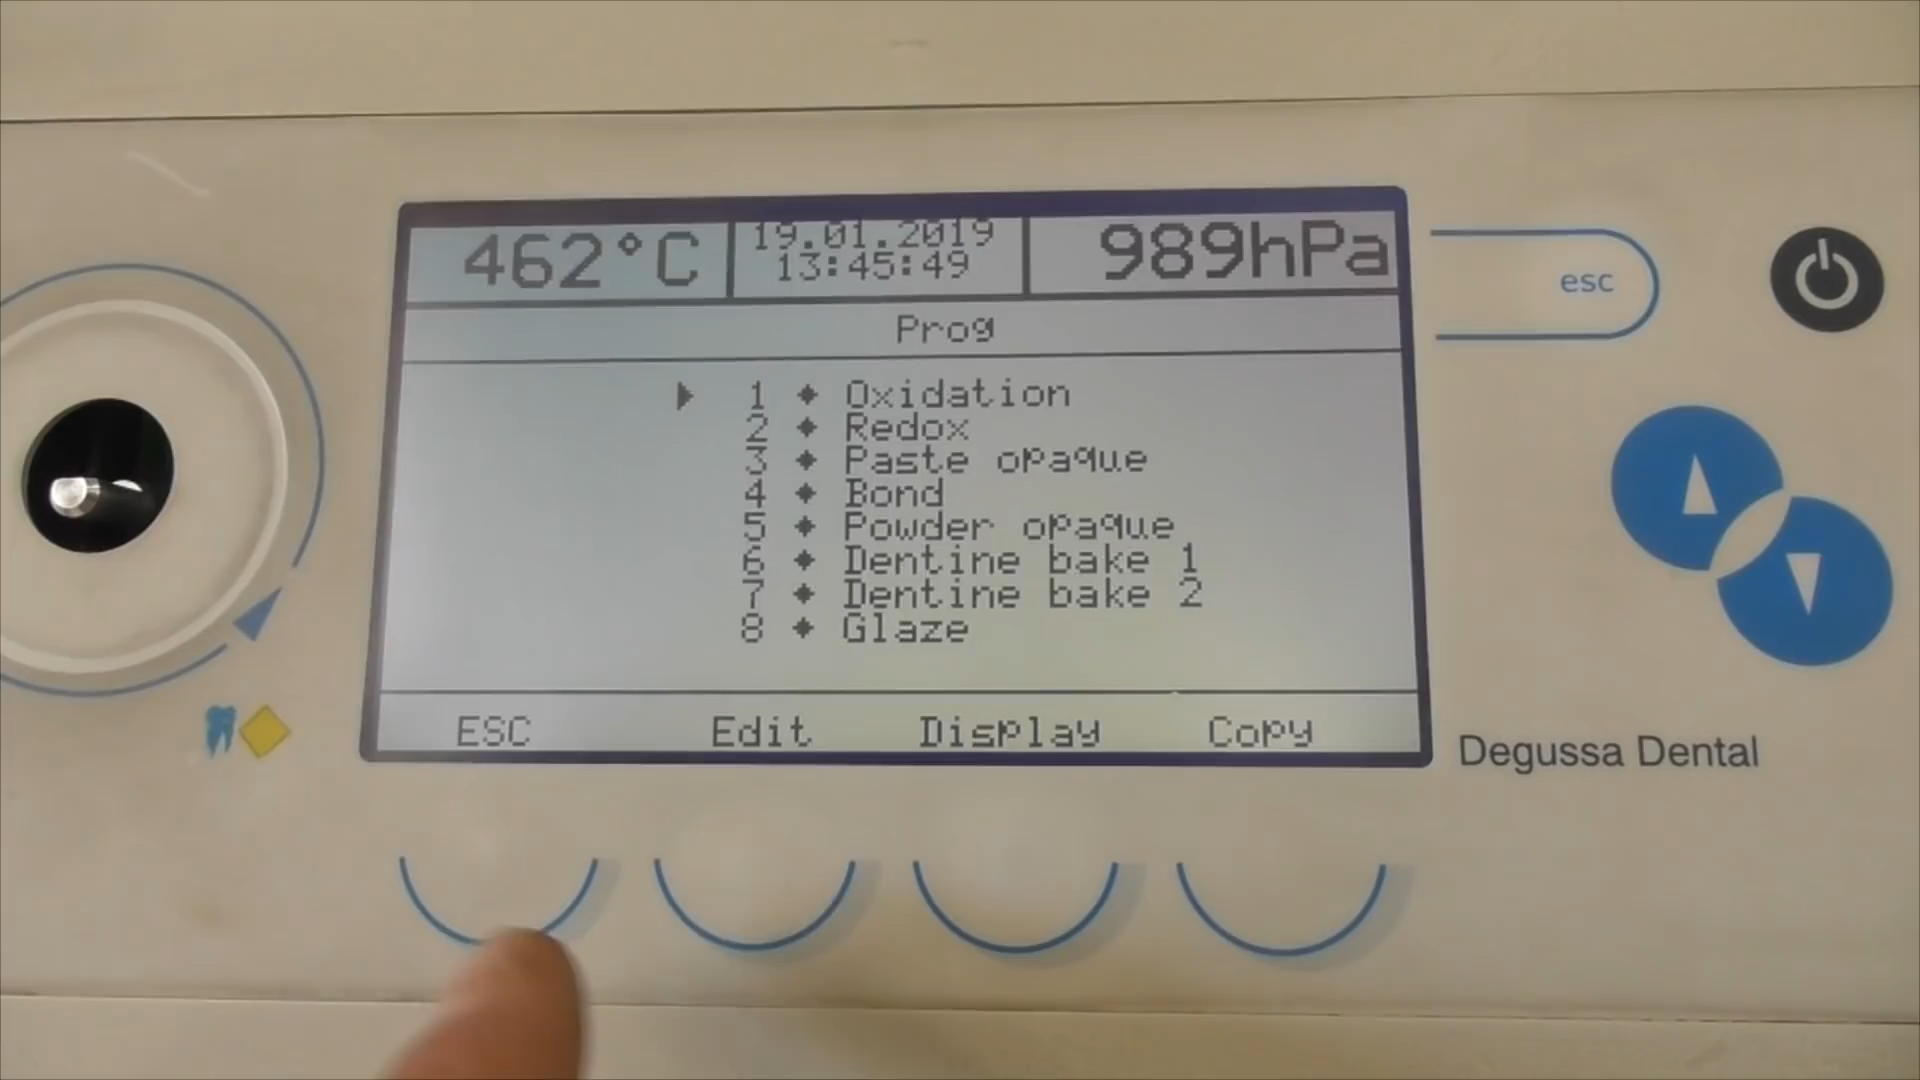 462°C
19.01.2019
13:45:49
989hPa
Prog
1 ◆ Oxidation
2 ◆ Redox
3 ◆ Paste opaque
4 ◆ Bond
5 ◆ Powder opaque
6 ◆ Dentine bake 1
7 ◆ Dentine bake 2
8 ◆ Glaze
ESC Edit Display Copy
esc
Degussa Dental